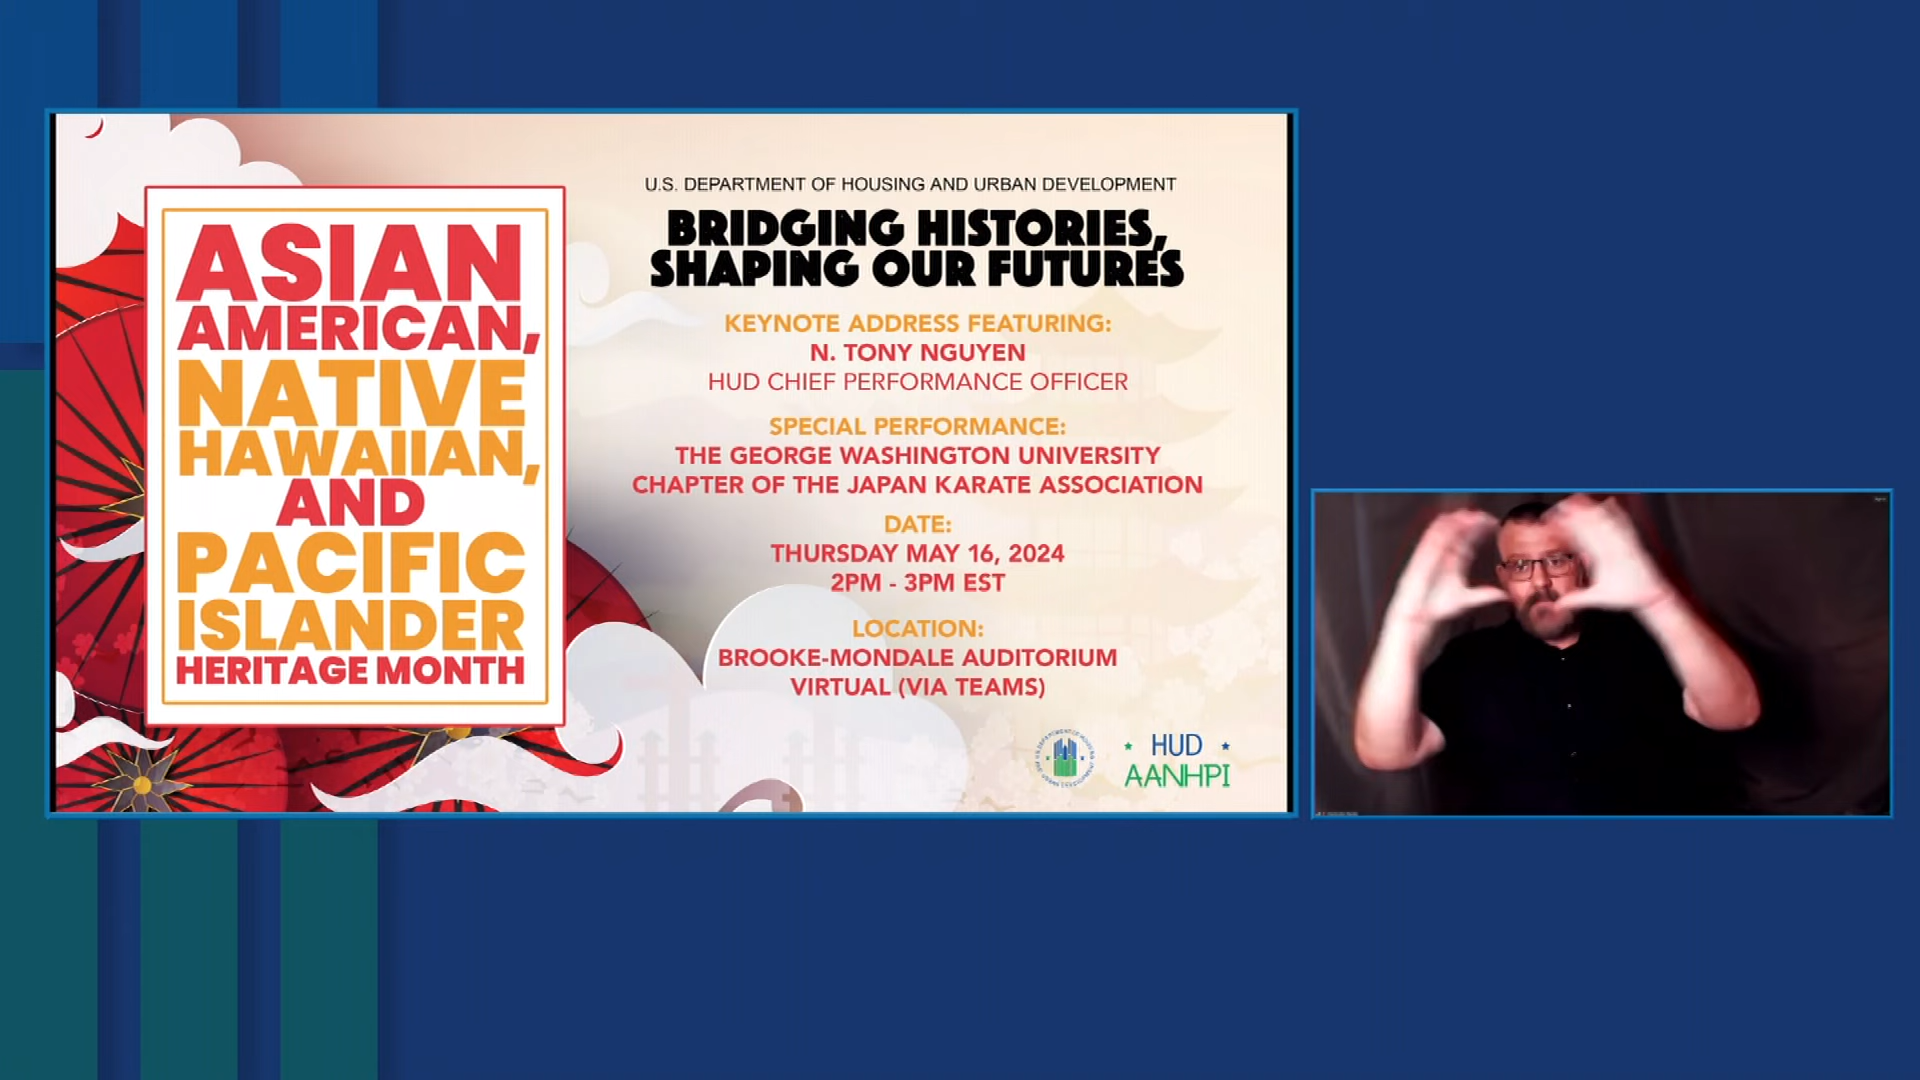 ASIAN
AMERICAN,
NATIVE
HAWAIIAN,
AND
PACIFIC
ISLANDER
HERITAGE MONTH
U.S. DEPARTMENT OF HOUSING AND URBAN DEVELOPMENT
BRIDGING HISTORIES,
SHAPING OUR FUTURES
KEYNOTE ADDRESS FEATURING:
N. TONY NGUYEN
HUD CHIEF PERFORMANCE OFFICER
SPECIAL PERFORMANCE:
THE GEORGE WASHINGTON UNIVERSITY
CHAPTER OF THE JAPAN KARATE ASSOCIATION
DATE:
THURSDAY MAY 16, 2024
2PM - 3PM EST
LOCATION:
BROOKE-MONDALE AUDITORIUM
VIRTUAL (VIA TEAMS)
HUD
AANHPI